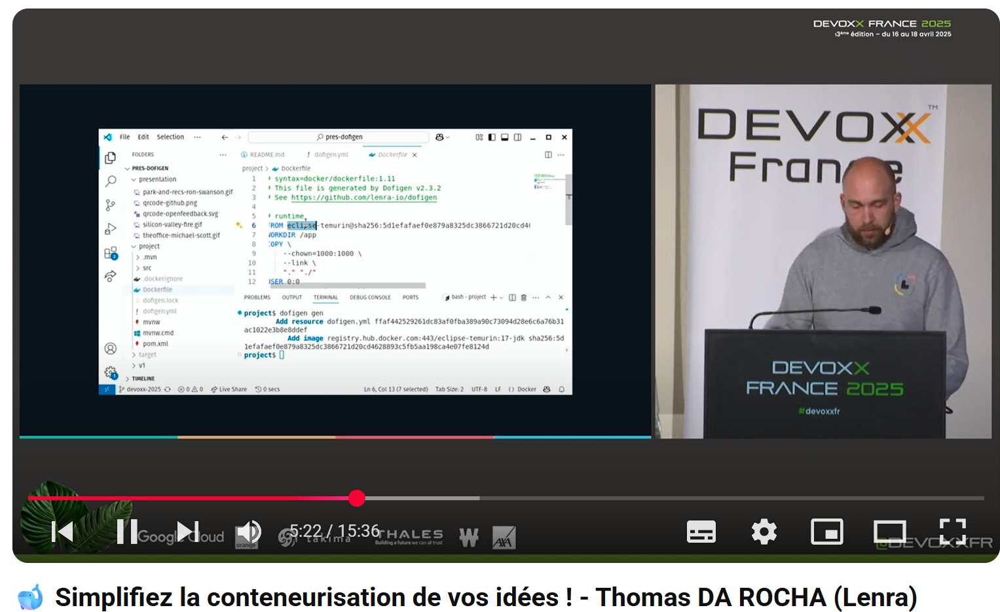 DEVOXX FRANCE 2025
13ème édition – du 16 au 18 avril 2025
File Edit Selection ··· pres-dofigen
FOLDERS ···
PRES-DOFIGEN
presentation
park-and-recs-ron-swanson.gif
qrcode-github.png
qrcode-openfeedback.svg
silicon-valley-fire.gif
theoffice-michael-scott.gif
project
.mvn
src
.dockerignore
Dockerfile
dofigen.lock
dofigen.yml
mvnw
mvnw.cmd
pom.xml
target
v1
TIMELINE
README.md dofigen.yml Dockerfile
project > Dockerfile
1 # syntax=docker/dockerfile:1.11
2 # This file is generated by Dofigen v2.3.2
3 # See https://github.com/lenra-io/dofigen
4
5 # runtime
6 FROM eclipse-temurin@sha256:5d1efafaef0e879a8325dc3866721d20cd4
7 WORKDIR /app
8 COPY \
9 --chown=1000:1000 \
10 --link \
11 "." "./"
12 USER 0:0
PROBLEMS OUTPUT TERMINAL DEBUG CONSOLE PORTS bash - project
project$ dofigen gen
Add resource dofigen.yml ffaf442529261dc83af0fba389a90c73094d28e6c6a76b31
ac1022e3b8e8ddef
Add image registry.hub.docker.com:443/eclipse-temurin:17-jdk sha256:5d
1efafaef0e879a8325dc3866721d20cd4628893c5fb5aa198ca4e07fe8124d
project$
devoxx-2025 0 0 Live Share 0 secs Ln 6, Col 13 (7 selected) Tab Size: 2 UTF-8 LF {} Docker
DEVOXX™
France
DEVOXX
FRANCE 2025
#devoxxfr
5:22 / 15:36
Google Cloud orange takima THALES W AXA
Building a future we can all trust
@DEVOXXFR
Simplifiez la conteneurisation de vos idées ! - Thomas DA ROCHA (Lenra)